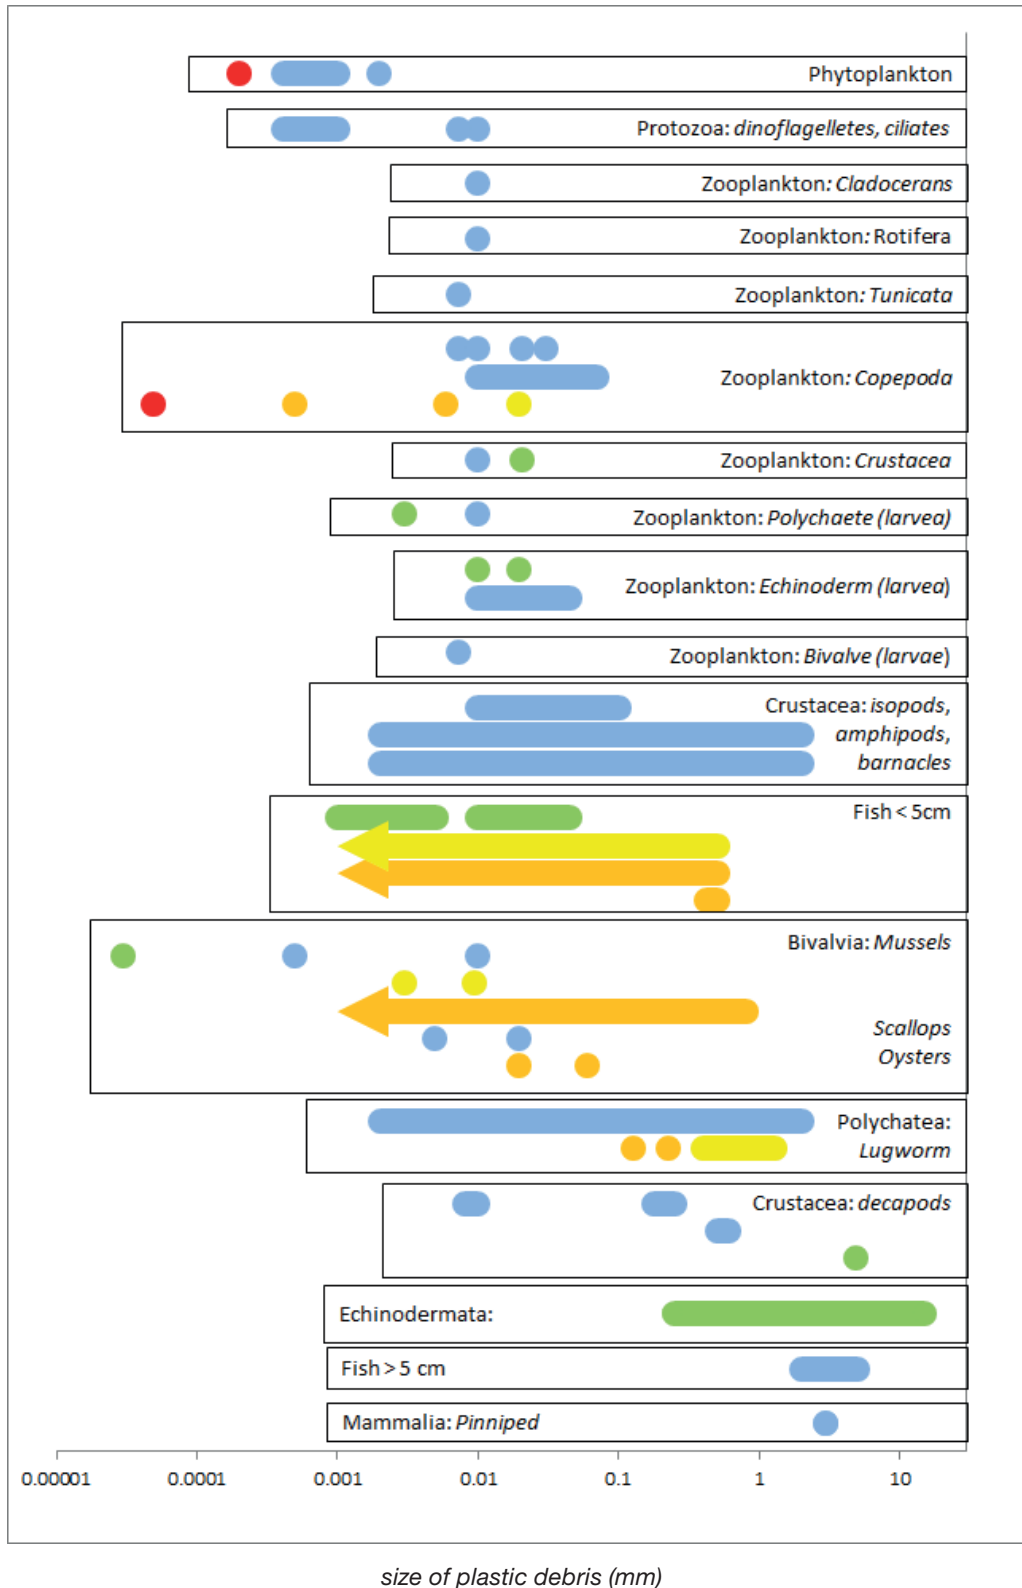 Phytoplankton
Protozoa: dinoflagelletes, ciliates
Zooplankton: Cladocerans
Zooplankton: Rotifera
Zooplankton: Tunicata
Zooplankton: Copepoda
Zooplankton: Crustacea
Zooplankton: Polychaete (larvea)
Zooplankton: Echinoderm (larvea)
Zooplankton: Bivalve (larvae)
Crustacea: isopods,
amphipods,
barnacles
Fish < 5cm
Bivalvia: Mussels
Scallops
Oysters
Polychatea:
Lugworm
Crustacea: decapods
Echinodermata:
Fish > 5 cm
Mammalia: Pinniped
0.00001 0.0001 0.001 0.01 0.1 1 10
size of plastic debris (mm)